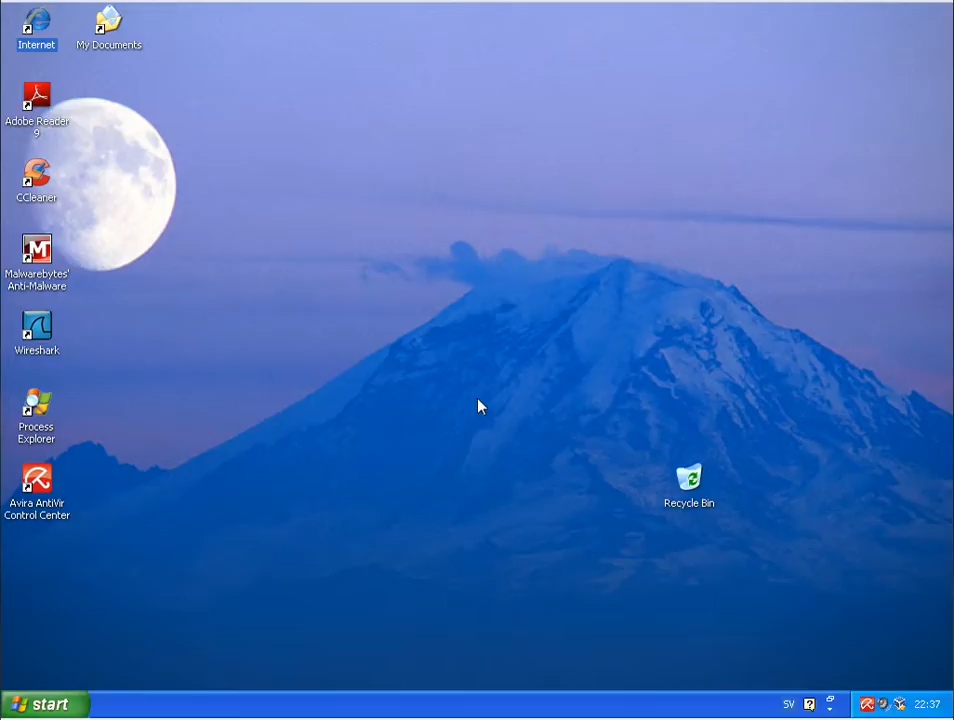 Internet
My Documents
Adobe Reader
9
CCleaner
Malwarebytes'
Anti-Malware
Wireshark
Process
Explorer
Avira AntiVir
Control Center
Recycle Bin
start
SV
22:37